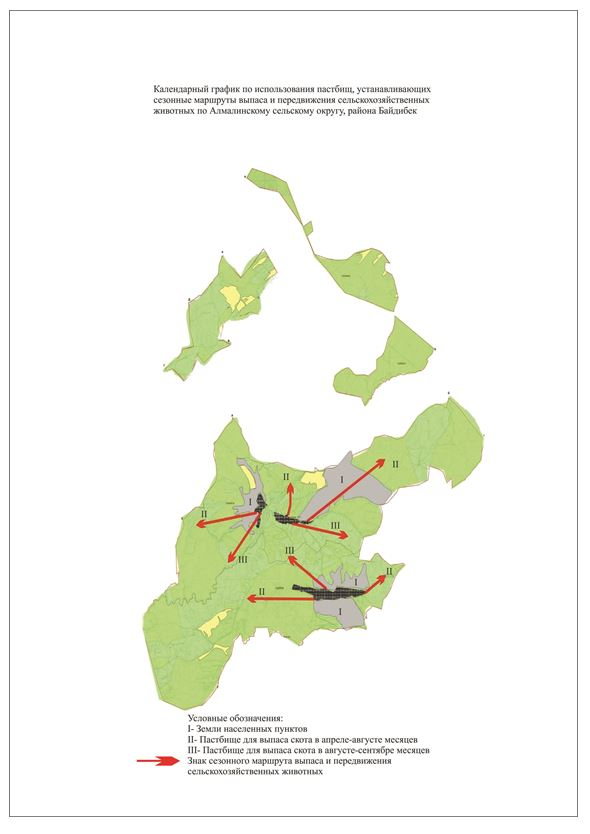 Календарный график по использования пастбищ, устанавливающих
сезонные маршруты выпаса и передвижения сельскохозяйственных
животных по Алмалинскому сельскому округу, района Байдибек
II
I
II
I
II
III
III
III
I
II
II
I
Условные обозначения:
I- Земли населенных пунктов
II- Пастбище для выпаса скота в апреле-августе месяцев
III- Пастбище для выпаса скота в августе-сентябре месяцев
Знак сезонного маршрута выпаса и передвижения
сельскохозяйственных животных